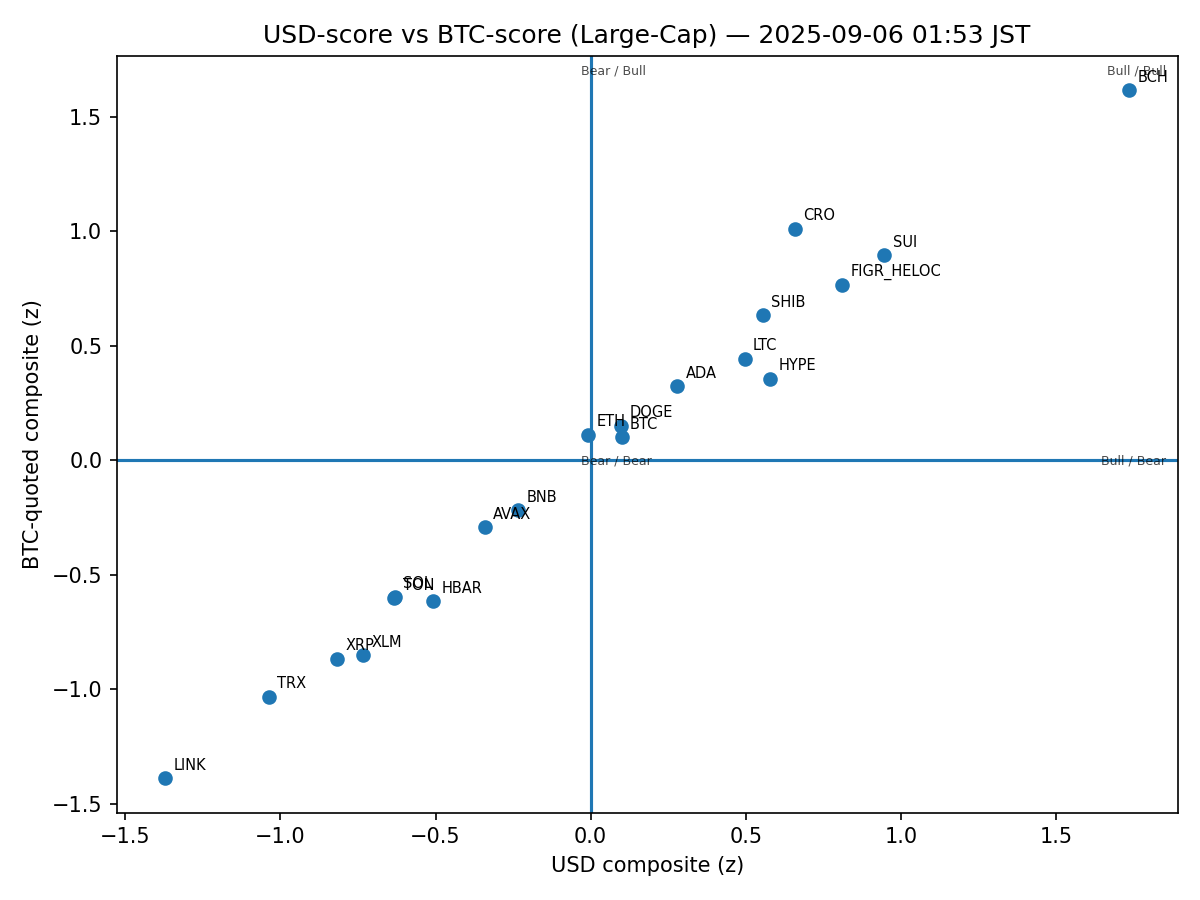 USD-score vs BTC-score (Large-Cap) — 2025-09-06 01:53 JST
Bear / Bull
Bull / Bull
BCH
CRO
SUI
FIGR_HELOC
SHIB
LTC
HYPE
ADA
DOGE
ETH
BTC
Bear / Bear
Bull / Bear
BNB
AVAX
SOL
TON
HBAR
XRP
XLM
TRX
LINK
1.5
1.0
0.5
0.0
−0.5
−1.0
−1.5
BTC-quoted composite (z)
−1.5
−1.0
−0.5
0.0
0.5
1.0
1.5
USD composite (z)